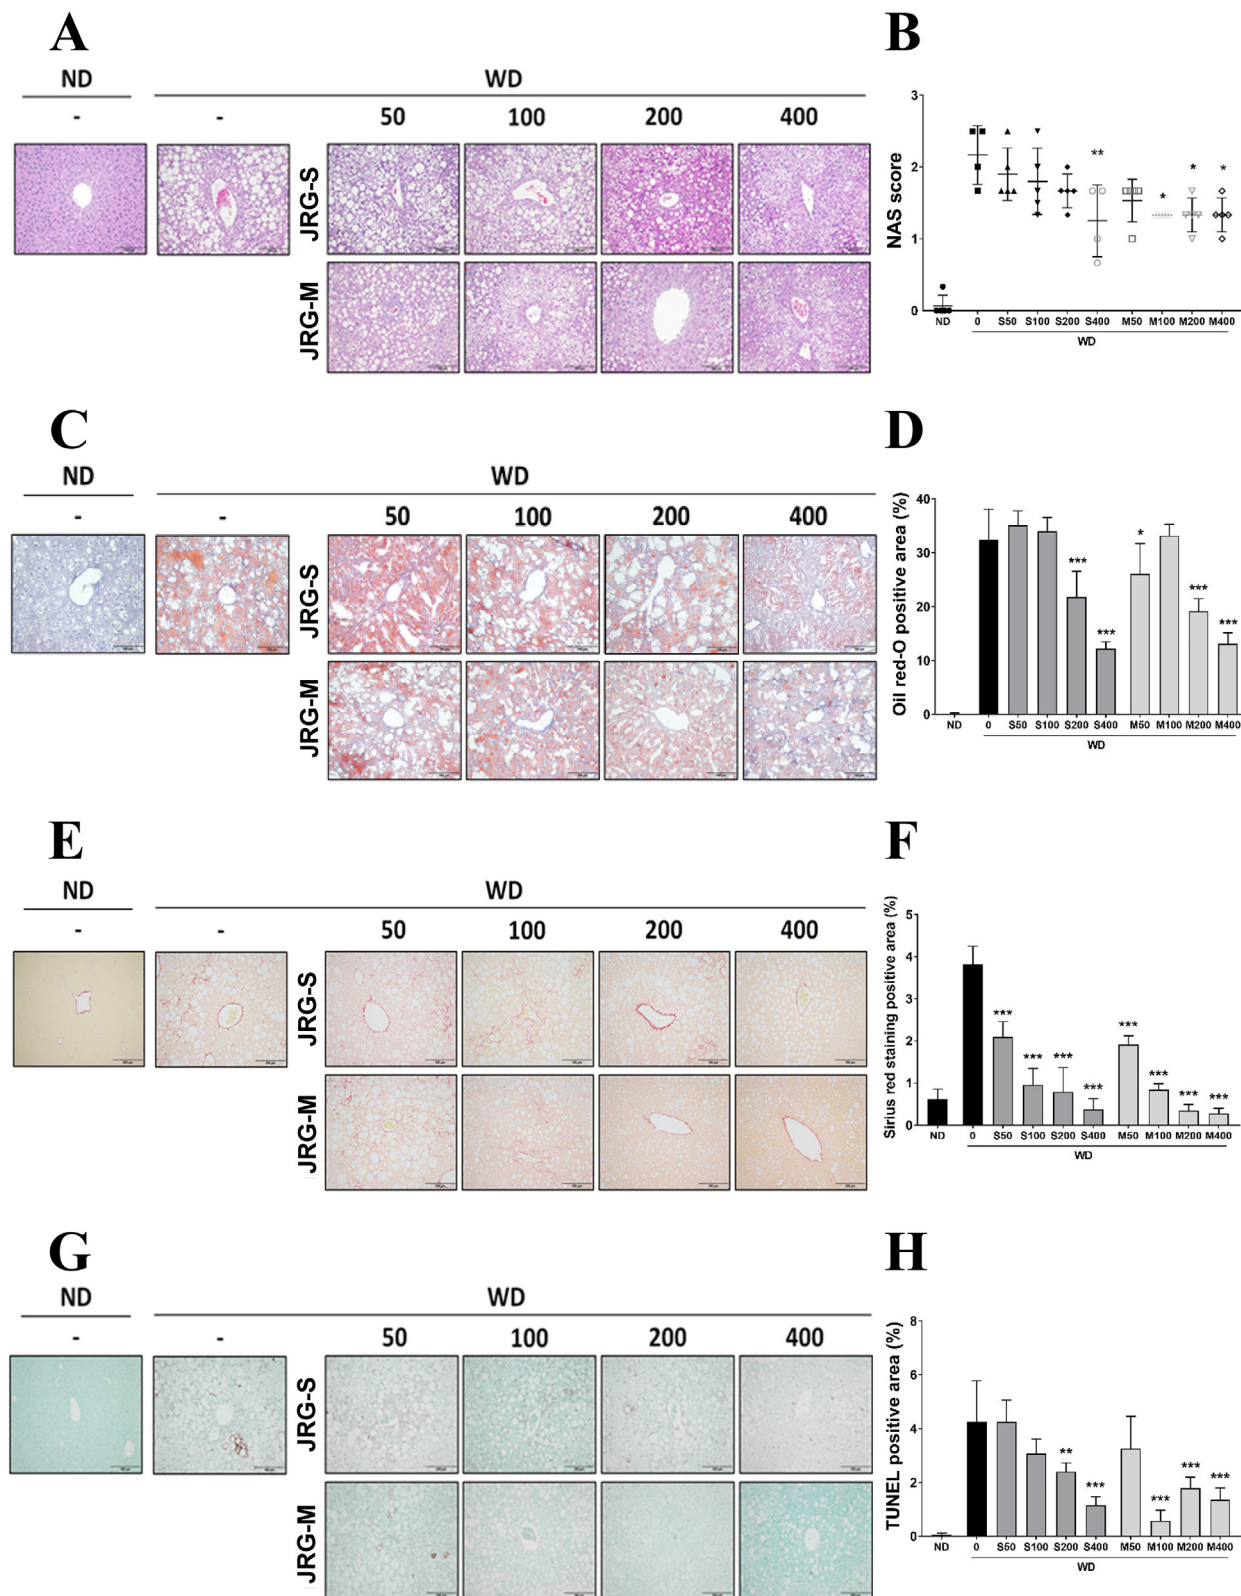 A
B
ND
WD
-
-
50
100
200
400
JRG-S
JRG-M
NAS score
3
2
1
0
**
*
*
*
ND
0
S50
S100
S200
S400
M50
M100
M200
M400
WD
C
D
ND
WD
-
-
50
100
200
400
JRG-S
JRG-M
Oil red-O positive area (%)
40
30
20
10
0
***
***
*
***
***
ND
0
S50
S100
S200
S400
M50
M100
M200
M400
WD
E
F
ND
WD
-
-
50
100
200
400
JRG-S
JRG-M
Sirius red staining positive area (%)
5
4
3
2
1
0
***
***
***
***
***
***
***
***
ND
0
S50
S100
S200
S400
M50
M100
M200
M400
WD
G
H
ND
WD
-
-
50
100
200
400
JRG-S
JRG-M
TUNEL positive area (%)
8
6
4
2
0
**
***
***
***
***
ND
0
S50
S100
S200
S400
M50
M100
M200
M400
WD